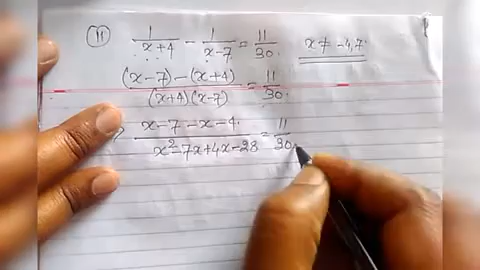 (11) 1/(x+4) - 1/(x-7) = 11/30. x ≠ -4,7.
(x-7)-(x+4)/(x+4)(x-7) = 11/30.
x-7-x-4/x²-7x+4x-28 = 11/30.